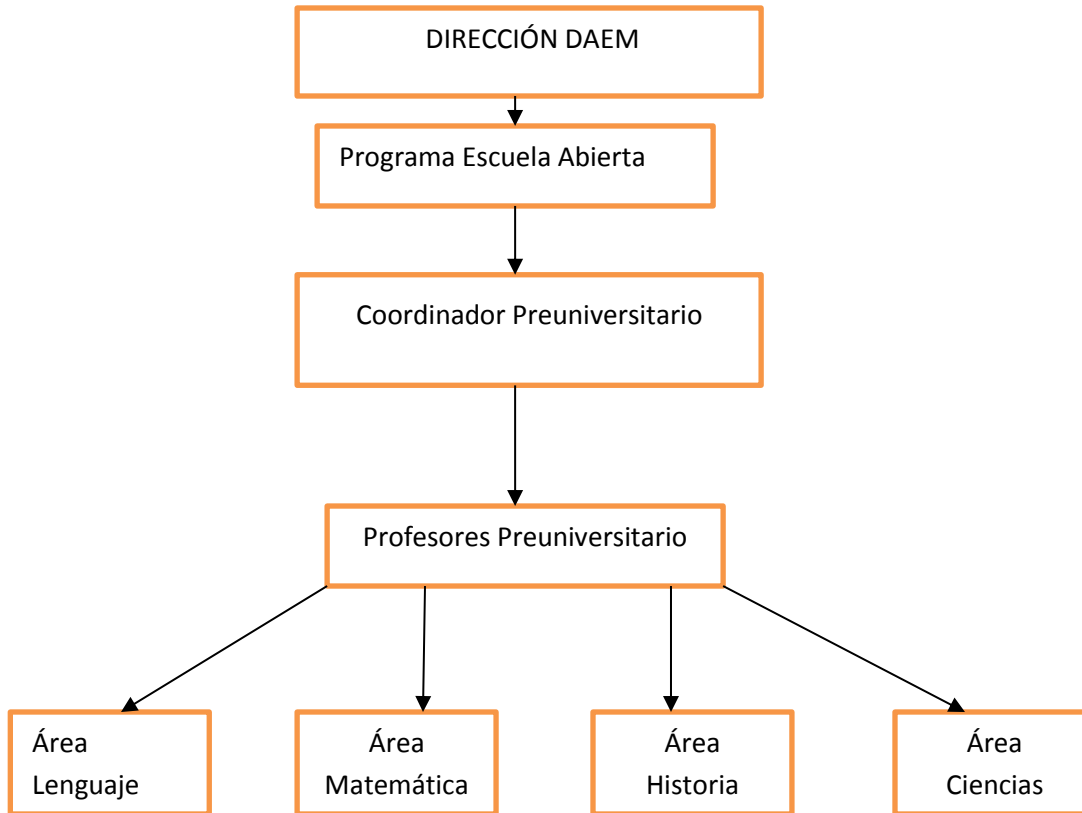 DIRECCIÓN DAEM
Programa Escuela Abierta
Coordinador Preuniversitario
Profesores Preuniversitario
Área
Lenguaje
Área
Matemática
Área
Historia
Área
Ciencias